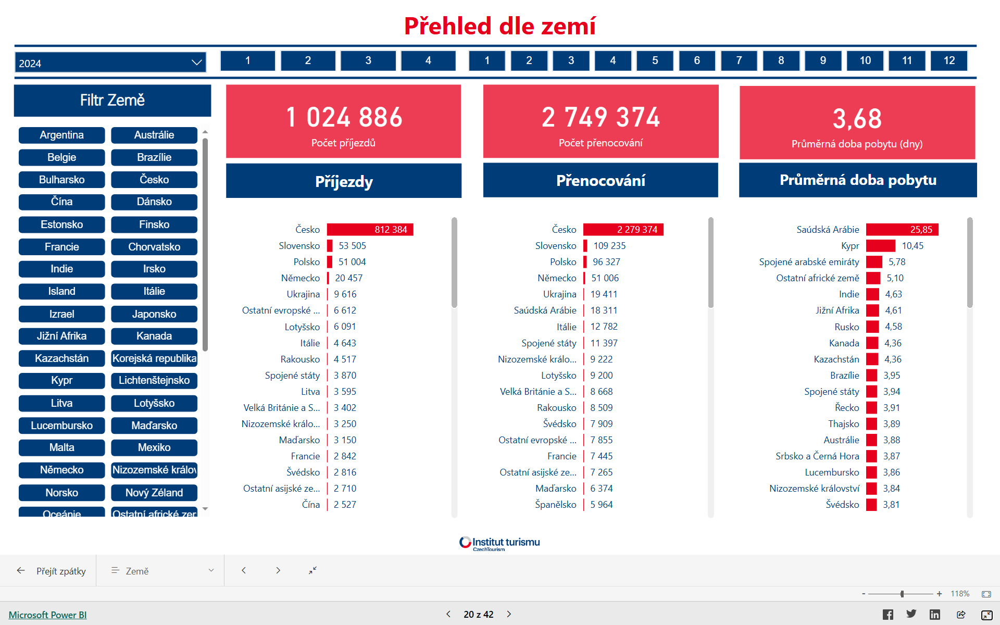 Přehled dle zemí
2024
1 2 3 4 1 2 3 4 5 6 7 8 9 10 11 12
Filtr Země
Argentina Austrálie
Belgie Brazílie
Bulharsko Česko
Čína Dánsko
Estonsko Finsko
Francie Chorvatsko
Indie Irsko
Island Itálie
Izrael Japonsko
Jižní Afrika Kanada
Kazachstán Korejská republika
Kypr Lichtenštejnsko
Litva Lotyšsko
Lucembursko Maďarsko
Malta Mexiko
Německo Nizozemské králov
Norsko Nový Zéland
Oceánie Ostatní africké zer
1 024 886
Počet příjezdů
2 749 374
Počet přenocování
3,68
Průměrná doba pobytu (dny)
Příjezdy
Česko 812 384
Slovensko 53 505
Polsko 51 004
Německo 20 457
Ukrajina 9 616
Ostatní evropské ... 6 612
Lotyšsko 6 091
Itálie 4 643
Rakousko 4 517
Spojené státy 3 870
Litva 3 595
Velká Británie a S... 3 402
Nizozemské králo... 3 250
Maďarsko 3 150
Francie 2 842
Švédsko 2 816
Ostatní asijské ze... 2 710
Čína 2 527
Přenocování
Česko 2 279 374
Slovensko 109 235
Polsko 96 327
Německo 51 006
Ukrajina 19 411
Saúdská Arábie 18 311
Itálie 12 782
Spojené státy 11 397
Nizozemské králo... 9 222
Lotyšsko 9 200
Velká Británie a S... 8 668
Rakousko 8 509
Švédsko 7 909
Ostatní evropské ... 7 855
Francie 7 445
Ostatní asijské ze... 7 265
Maďarsko 6 374
Španělsko 5 964
Průměrná doba pobytu
Saúdská Arábie 25,85
Kypr 10,45
Spojené arabské emiráty 5,78
Ostatní africké země 5,10
Indie 4,63
Jižní Afrika 4,61
Rusko 4,58
Kanada 4,36
Kazachstán 4,36
Brazílie 3,95
Spojené státy 3,94
Řecko 3,91
Thajsko 3,89
Austrálie 3,88
Srbsko a Černá Hora 3,87
Lucembursko 3,86
Nizozemské království 3,84
Švédsko 3,81
Institut turismu
CzechTourism
Přejít zpátky Země
- + 118%
Microsoft Power BI 20 z 42